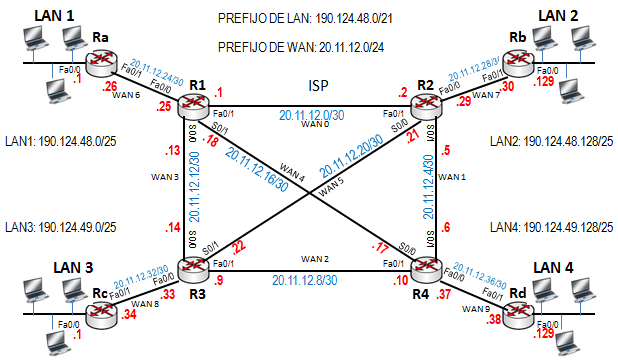 PREFIJO DE LAN: 190.124.48.0/21
PREFIJO DE WAN: 20.11.12.0/24
LAN 1
Ra
Fa0/0
.1
Fa0/1
.26
20.11.12.24/30
WAN 6
Fa0/0
.25
R1
.1
Fa0/1
ISP
20.11.12.0/30
WAN 0
.2
Fa0/1
R2
LAN 2
Rb
20.11.12.28/30
.29
WAN 7
.30
Fa0/0
.129
S0/0
.13
S0/1
.18
LAN1: 190.124.48.0/25
WAN 3
20.11.12.12/30
WAN 4
20.11.12.16/30
20.11.12.20/30
WAN 5
S0/1
.21
S0/0
.5
20.11.12.4/30
WAN 1
LAN2: 190.124.48.128/25
LAN3: 190.124.49.0/25
.14
S0/0
S0/1
.22
.17
S0/1
.6
S0/0
LAN4: 190.124.49.128/25
LAN 3
Rc
Fa0/0
.1
Fa0/1
.34
20.11.12.32/30
WAN 8
Fa0/0
.33
R3
Fa0/1
.9
WAN 2
20.11.12.8/30
Fa0/1
.10
R4
.37
20.11.12.36/30
WAN 9
.38
Rd
LAN 4
Fa0/0
.129